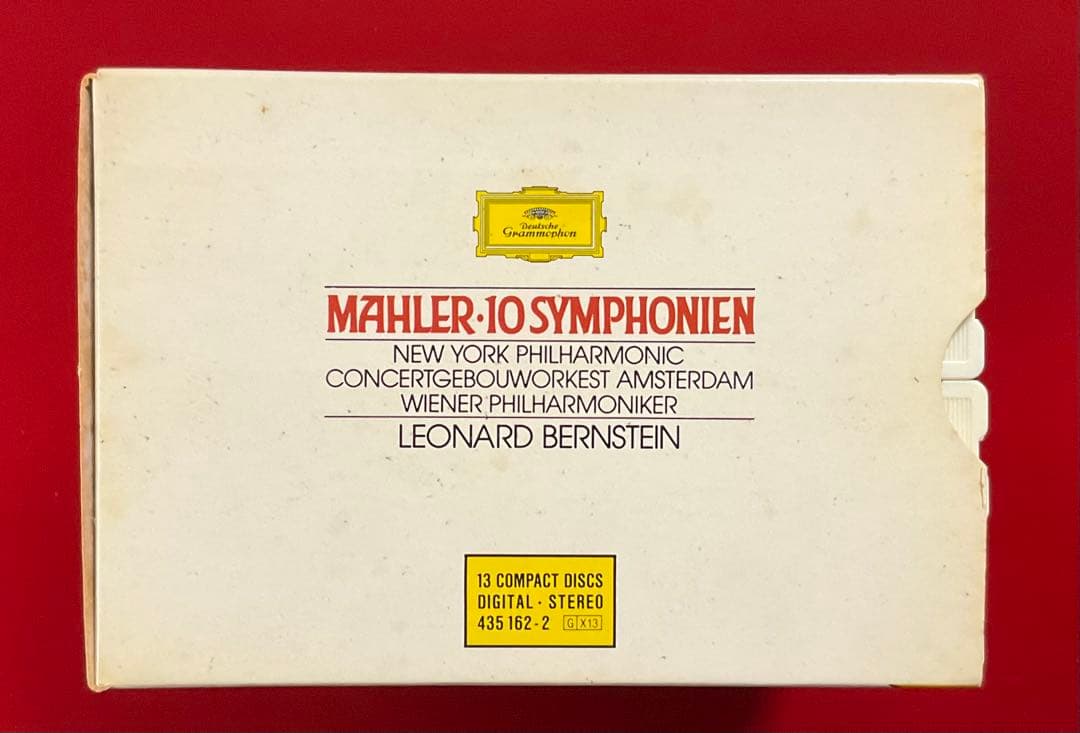 Deutsche
Grammophon
MAHLER·10 SYMPHONIEN
NEW YORK PHILHARMONIC
CONCERTGEBOUWORKEST AMSTERDAM
WIENER PHILHARMONIKER
LEONARD BERNSTEIN
13 COMPACT DISCS
DIGITAL · STEREO
435 162-2 G X13